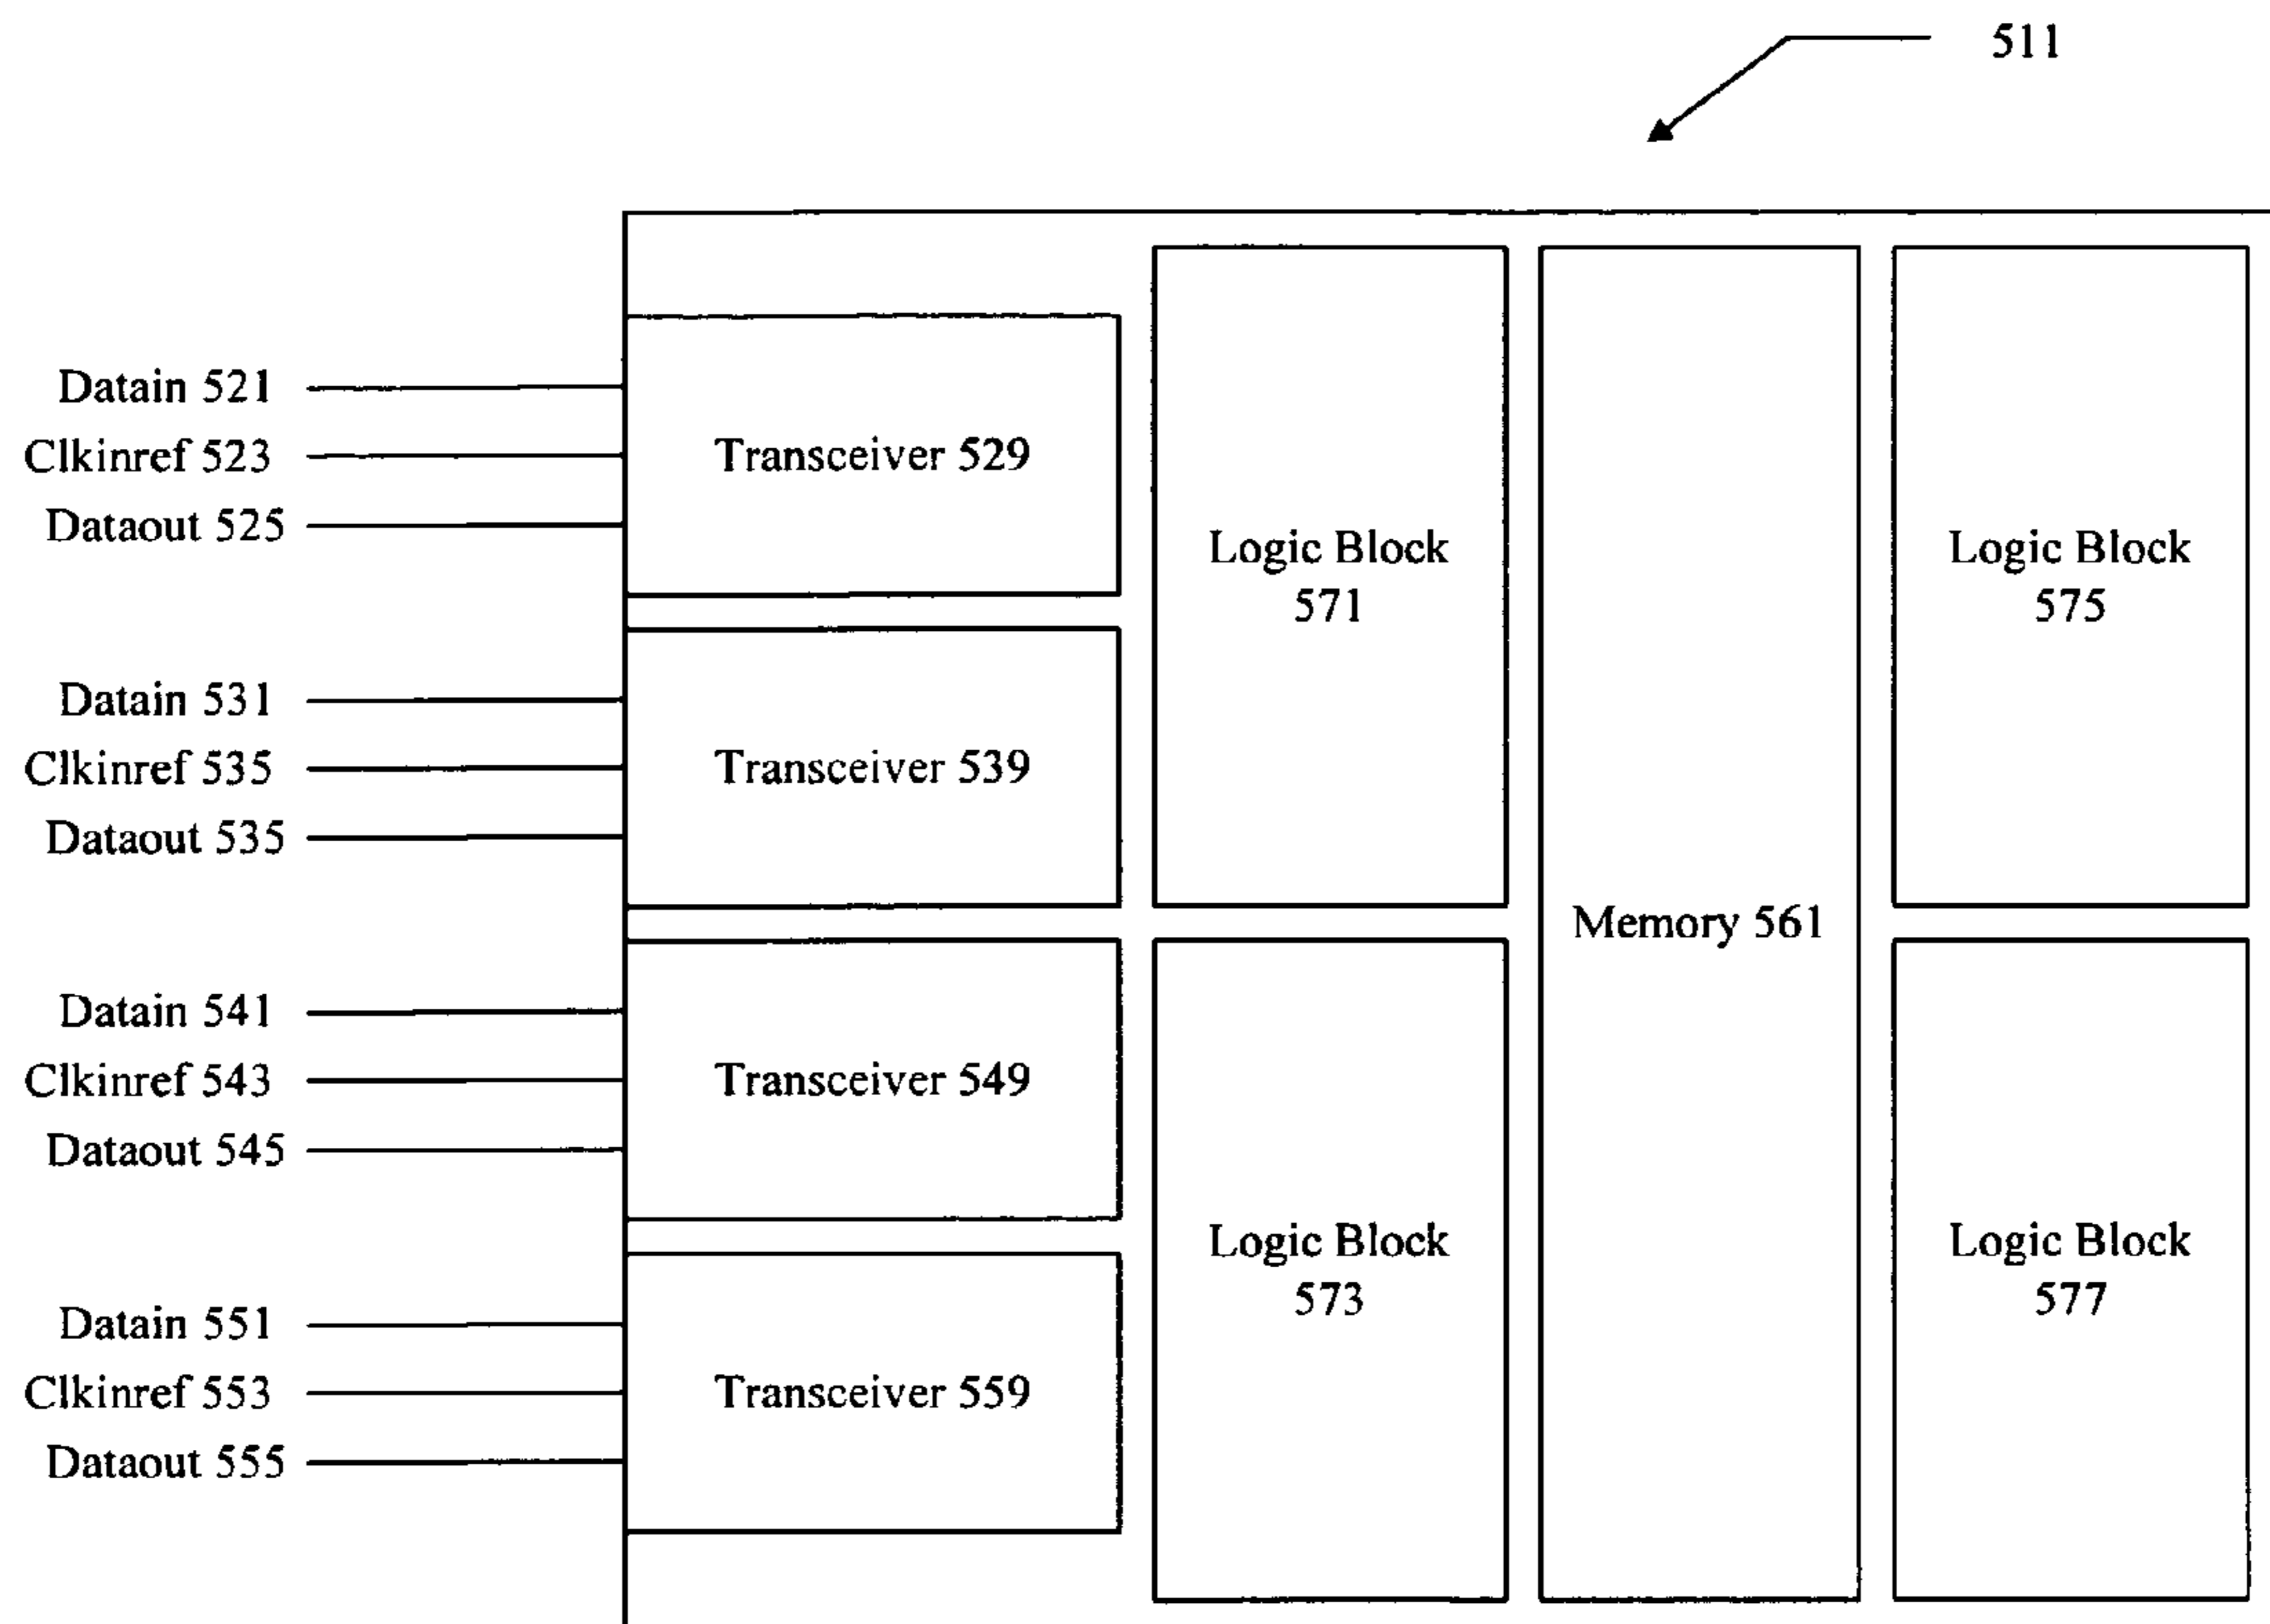 511
Datain 521
Clkinref 523
Dataout 525
Transceiver 529
Datain 531
Clkinref 535
Dataout 535
Transceiver 539
Datain 541
Clkinref 543
Dataout 545
Transceiver 549
Datain 551
Clkinref 553
Dataout 555
Transceiver 559
Logic Block
571
Logic Block
573
Memory 561
Logic Block
575
Logic Block
577